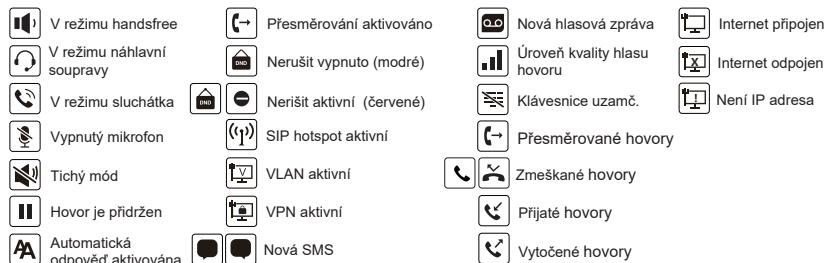 V režimu handsfree
V režimu náhlavní
soupravy
V režimu sluchátka
Vypnutý mikrofon
Tichý mód
Hovor je přidržen
AA
Automatická
odpověď aktivována
Přesměrování aktivováno
DND
Nerušit vypnuto (modré)
DND
Nerišit aktivní (červené)
SIP hotspot aktivní
V
VLAN aktivní
VPN aktivní
Nová SMS
Nová hlasová zpráva
Úroveň kvality hlasu
hovoru
Klávesnice uzamč.
Přesměrované hovory
Zmeškané hovory
Přijaté hovory
Vytočené hovory
Internet připojen
X
Internet odpojen
!
Není IP adresa